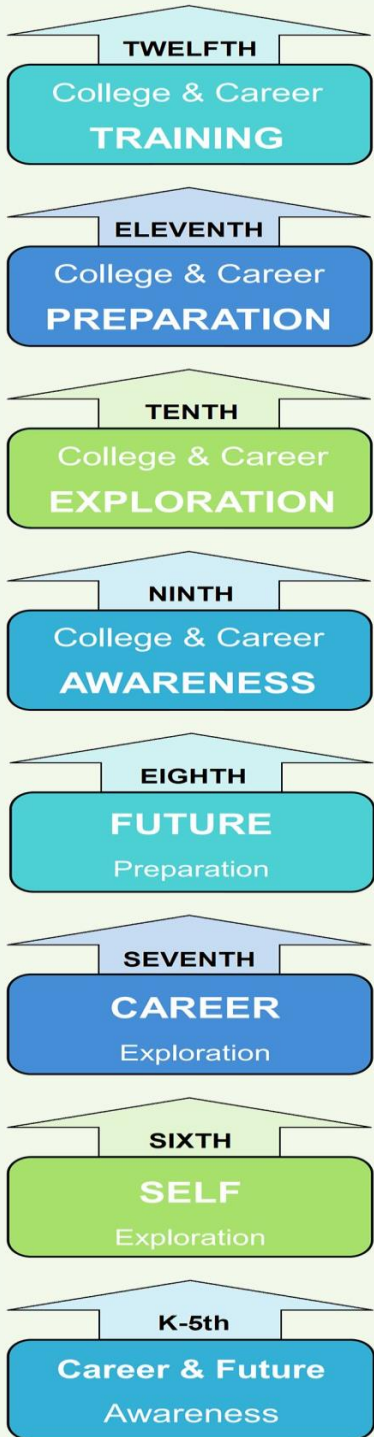 TWELFTH
College & Career
TRAINING
ELEVENTH
College & Career
PREPARATION
TENTH
College & Career
EXPLORATION
NINTH
College & Career
AWARENESS
EIGHTH
FUTURE
Preparation
SEVENTH
CAREER
Exploration
SIXTH
SELF
Exploration
K-5th
Career & Future
Awareness